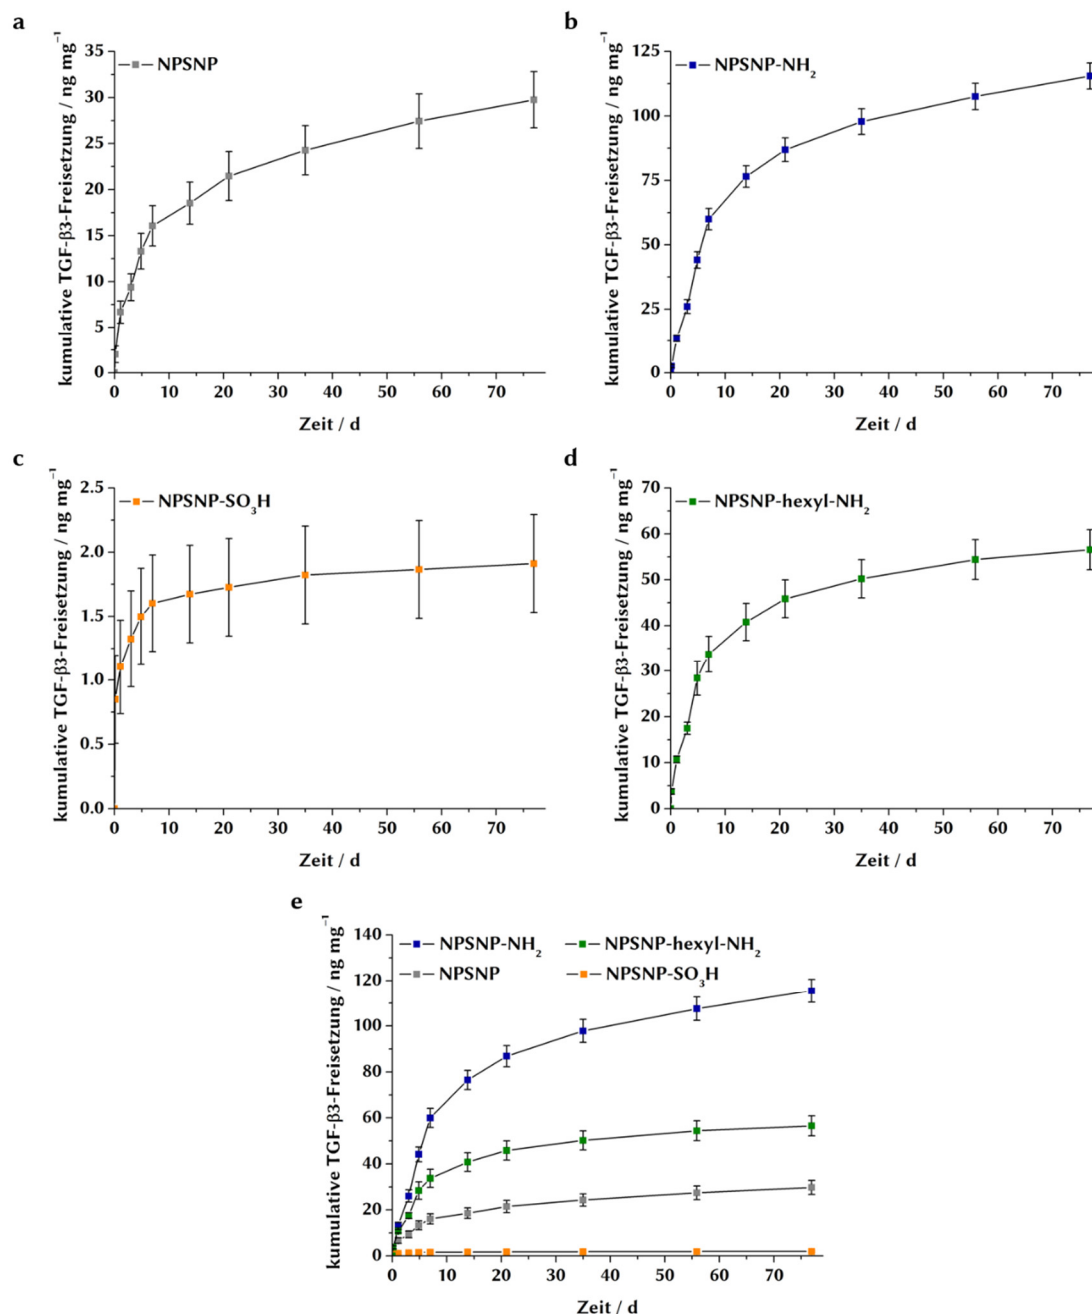 a
kumulative TGF-β3-Freisetzung / ng mg⁻¹
35
30
25
20
15
10
5
0
NPSNP
0 10 20 30 40 50 60 70
Zeit / d
b
kumulative TGF-β3-Freisetzung / ng mg⁻¹
125
100
75
50
25
0
NPSNP-NH₂
0 10 20 30 40 50 60 70
Zeit / d
c
kumulative TGF-β3-Freisetzung / ng mg⁻¹
2.5
2.0
1.5
1.0
0.5
0.0
NPSNP-SO₃H
0 10 20 30 40 50 60 70
Zeit / d
d
kumulative TGF-β3-Freisetzung / ng mg⁻¹
70
60
50
40
30
20
10
0
NPSNP-hexyl-NH₂
0 10 20 30 40 50 60 70
Zeit / d
e
kumulative TGF-β3-Freisetzung / ng mg⁻¹
140
120
100
80
60
40
20
0
NPSNP-NH₂ NPSNP-hexyl-NH₂
NPSNP NPSNP-SO₃H
0 10 20 30 40 50 60 70
Zeit / d